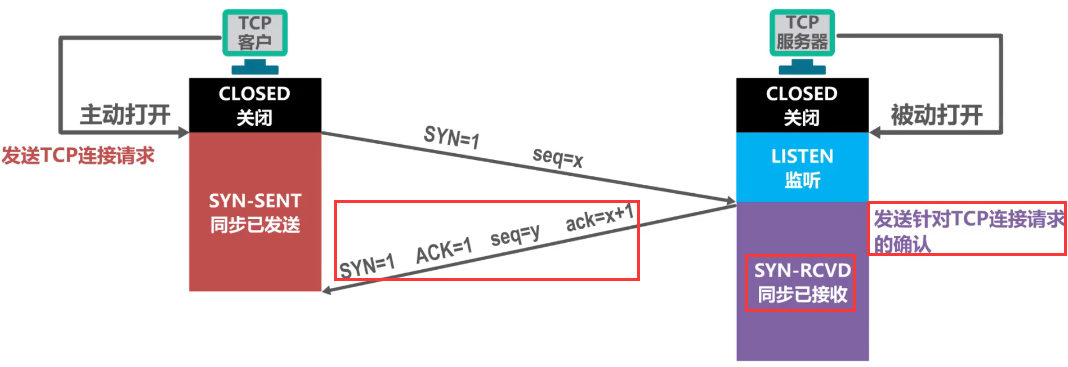 TCP
客户
TCP
服务器
CLOSED
关闭
CLOSED
关闭
主动打开
被动打开
发送TCP连接请求
SYN=1 seq=x
LISTEN
监听
SYN-SENT
同步已发送
SYN=1 ACK=1 seq=y ack=x+1
发送针对TCP连接请求
的确认
SYN-RCVD
同步已接收